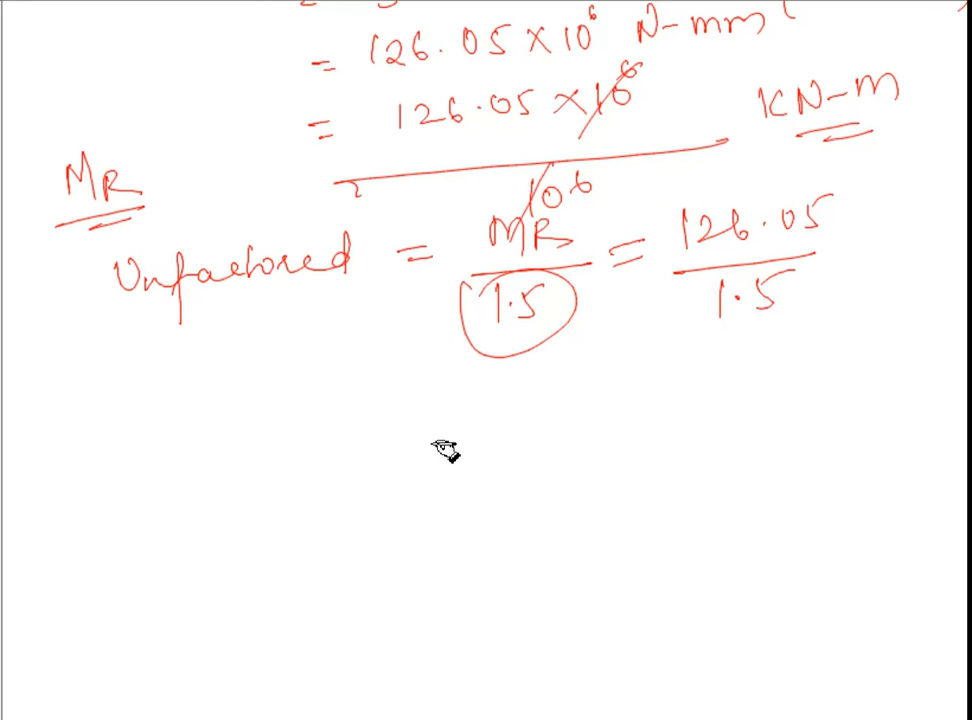 = 126.05 × 10⁶ N-mm
= 126.05 × 10⁶ KN-m
10⁶
MR
Unfactored = MR / 1.5 = 126.05 / 1.5